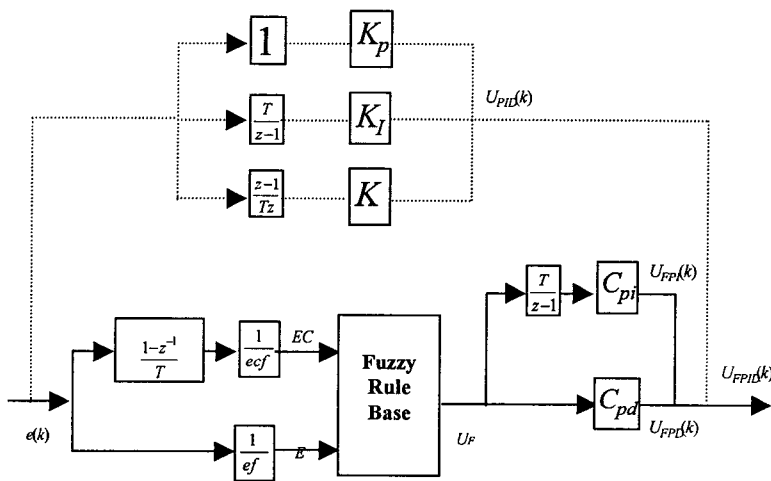 1
K_p
T
z−1
K_I
U_PID(k)
z−1
Tz
K
T
z−1
C_pi
U_FPI(k)
1−z^−1
T
1
ecf
EC
Fuzzy
Rule
Base
C_pd
U_FPID(k)
e(k)
1
ef
E
U_F
U_FPD(k)